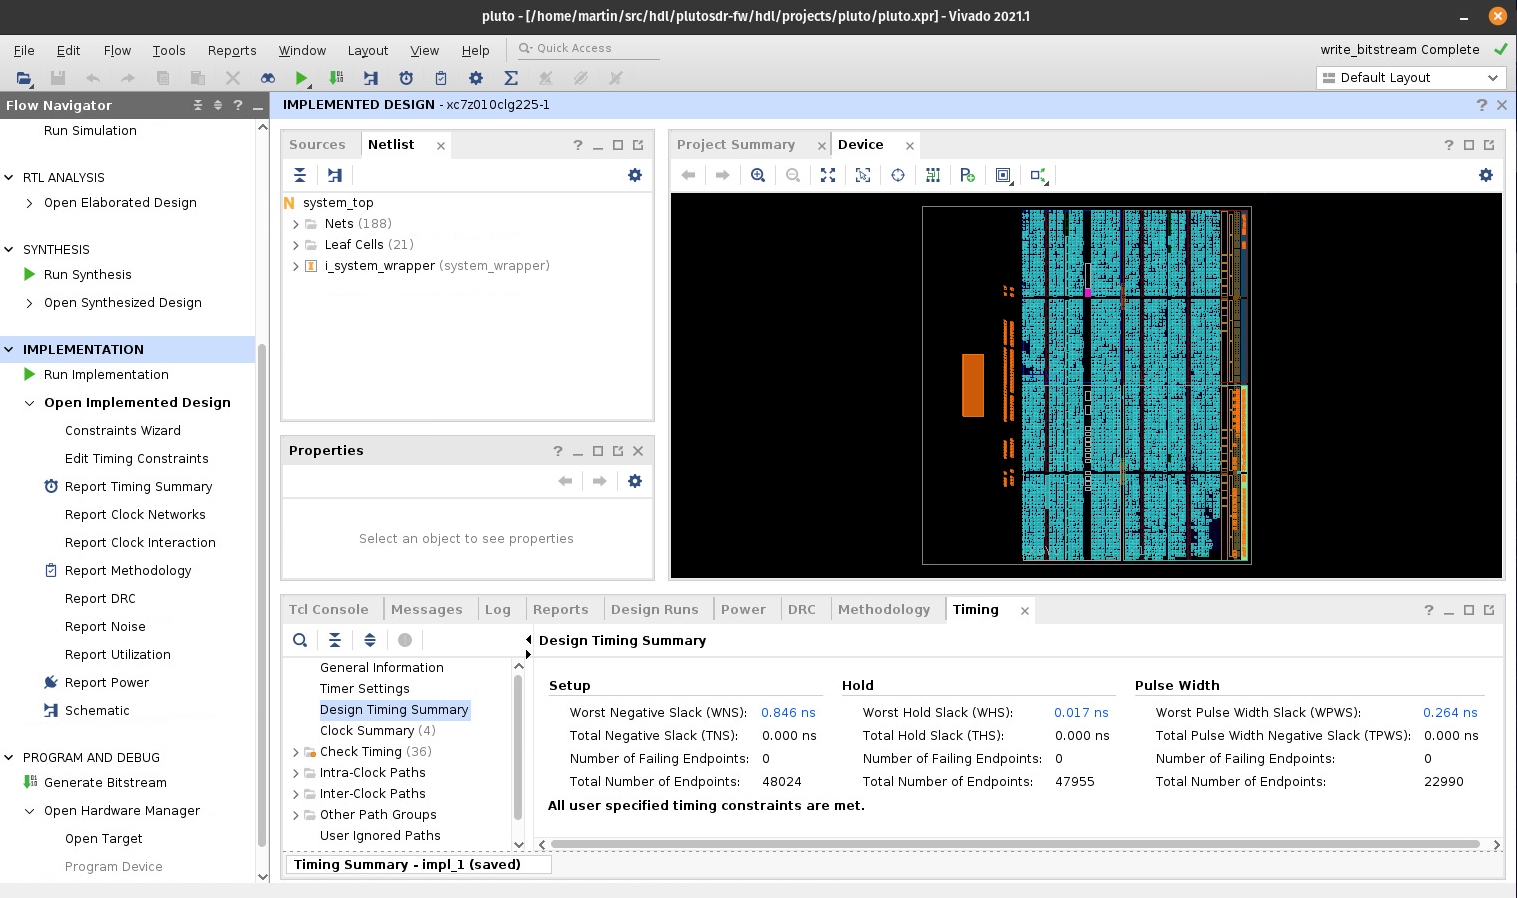 pluto - [/home/martin/src/hdl/plutosdr-fw/hdl/projects/pluto/pluto.xpr] - Vivado 2021.1
File Edit Flow Tools Reports Window Layout View Help Quick Access
write_bitstream Complete
Default Layout
Flow Navigator
IMPLEMENTED DESIGN - xc7z010clg225-1
Run Simulation
RTL ANALYSIS
Open Elaborated Design
SYNTHESIS
Run Synthesis
Open Synthesized Design
IMPLEMENTATION
Run Implementation
Open Implemented Design
Constraints Wizard
Edit Timing Constraints
Report Timing Summary
Report Clock Networks
Report Clock Interaction
Report Methodology
Report DRC
Report Noise
Report Utilization
Report Power
Schematic
PROGRAM AND DEBUG
Generate Bitstream
Open Hardware Manager
Open Target
Program Device
Sources Netlist
N system_top
Nets (188)
Leaf Cells (21)
i_system_wrapper (system_wrapper)
Properties
Select an object to see properties
Project Summary Device
Tcl Console Messages Log Reports Design Runs Power DRC Methodology Timing
General Information
Timer Settings
Design Timing Summary
Clock Summary (4)
Check Timing (36)
Intra-Clock Paths
Inter-Clock Paths
Other Path Groups
User Ignored Paths
Design Timing Summary
Setup Hold Pulse Width
Worst Negative Slack (WNS): 0.846 ns Worst Hold Slack (WHS): 0.017 ns Worst Pulse Width Slack (WPWS): 0.264 ns
Total Negative Slack (TNS): 0.000 ns Total Hold Slack (THS): 0.000 ns Total Pulse Width Negative Slack (TPWS): 0.000 ns
Number of Failing Endpoints: 0 Number of Failing Endpoints: 0 Number of Failing Endpoints: 0
Total Number of Endpoints: 48024 Total Number of Endpoints: 47955 Total Number of Endpoints: 22990
All user specified timing constraints are met.
Timing Summary - impl_1 (saved)